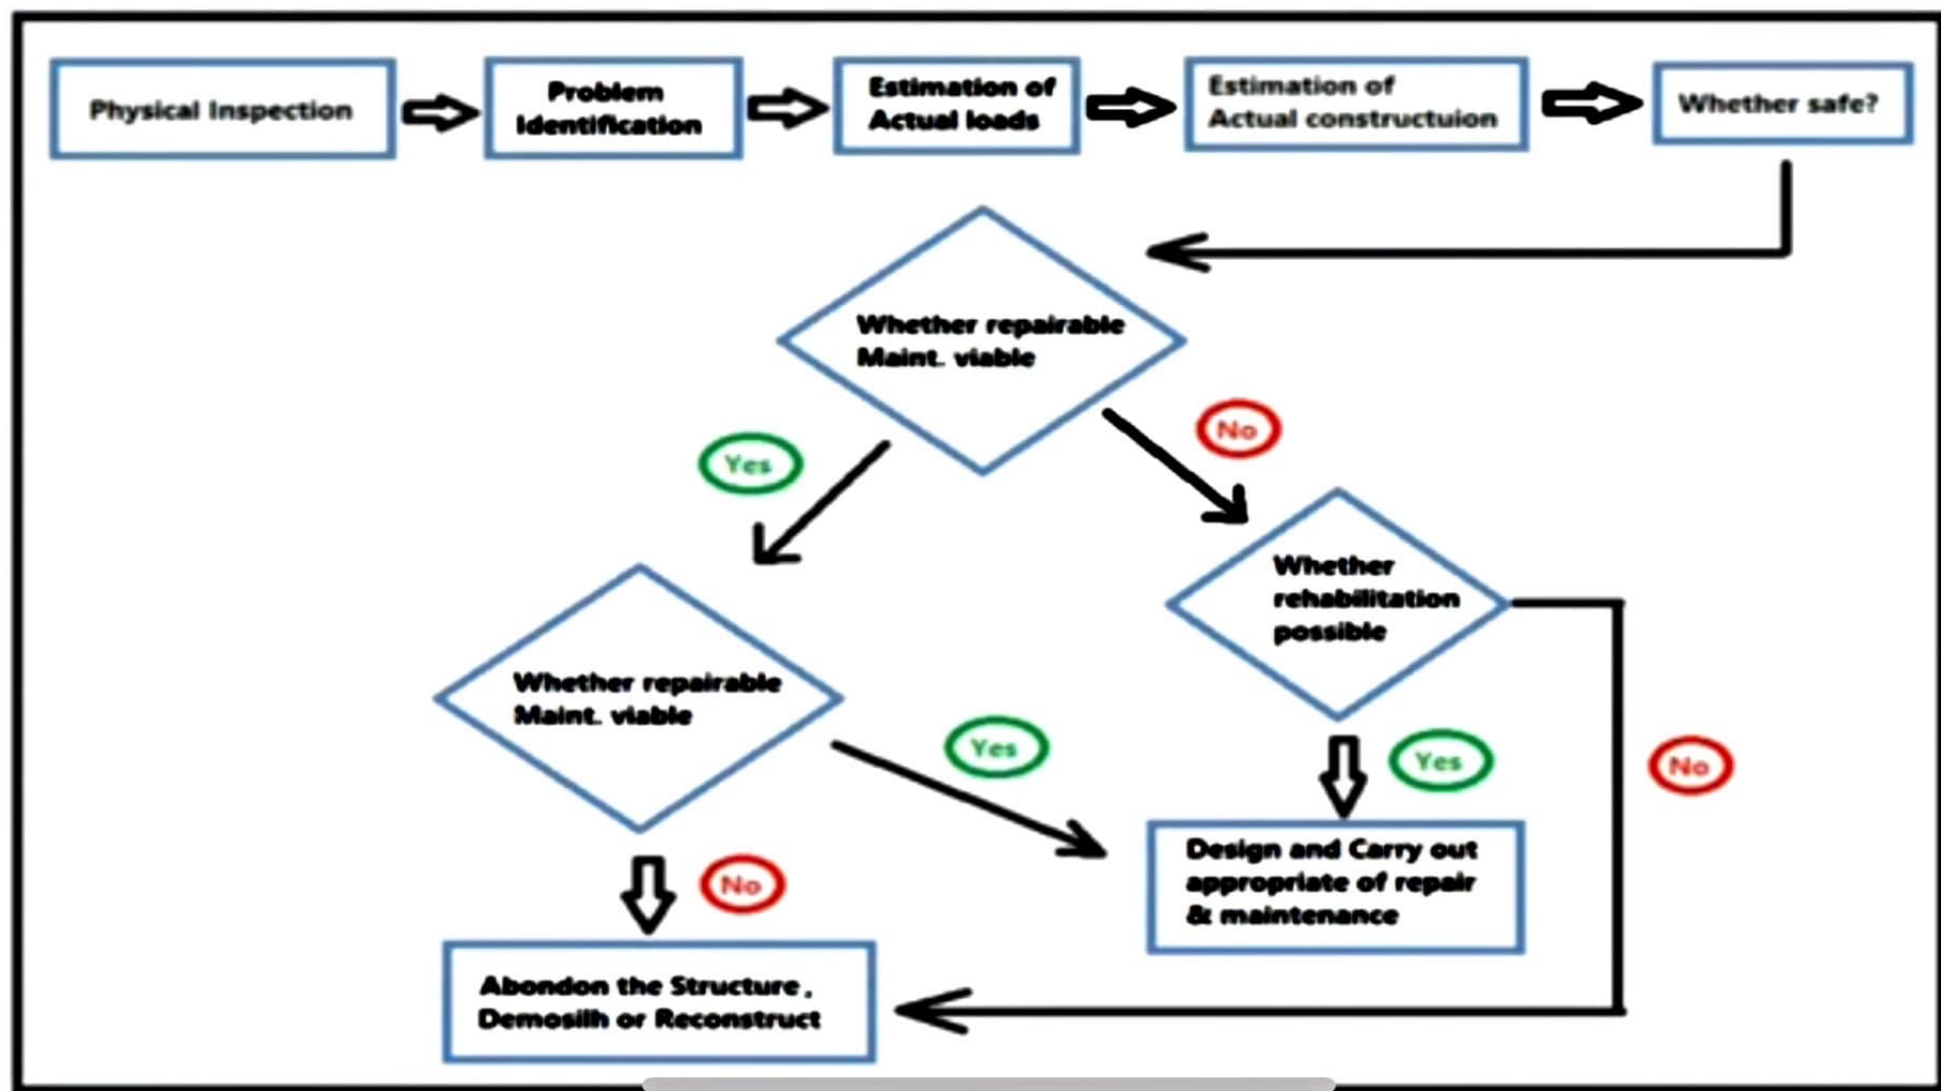 Physical Inspection
Problem
Identification
Estimation of
Actual loads
Estimation of
Actual constructuion
Whether safe?
Whether repairable
Maint. viable
No
Yes
Whether
rehabilitation
possible
Whether repairable
Maint. viable
Yes
Yes
No
Design and Carry out
appropriate of repair
& maintenance
No
Abondon the Structure,
Demosilh or Reconstruct